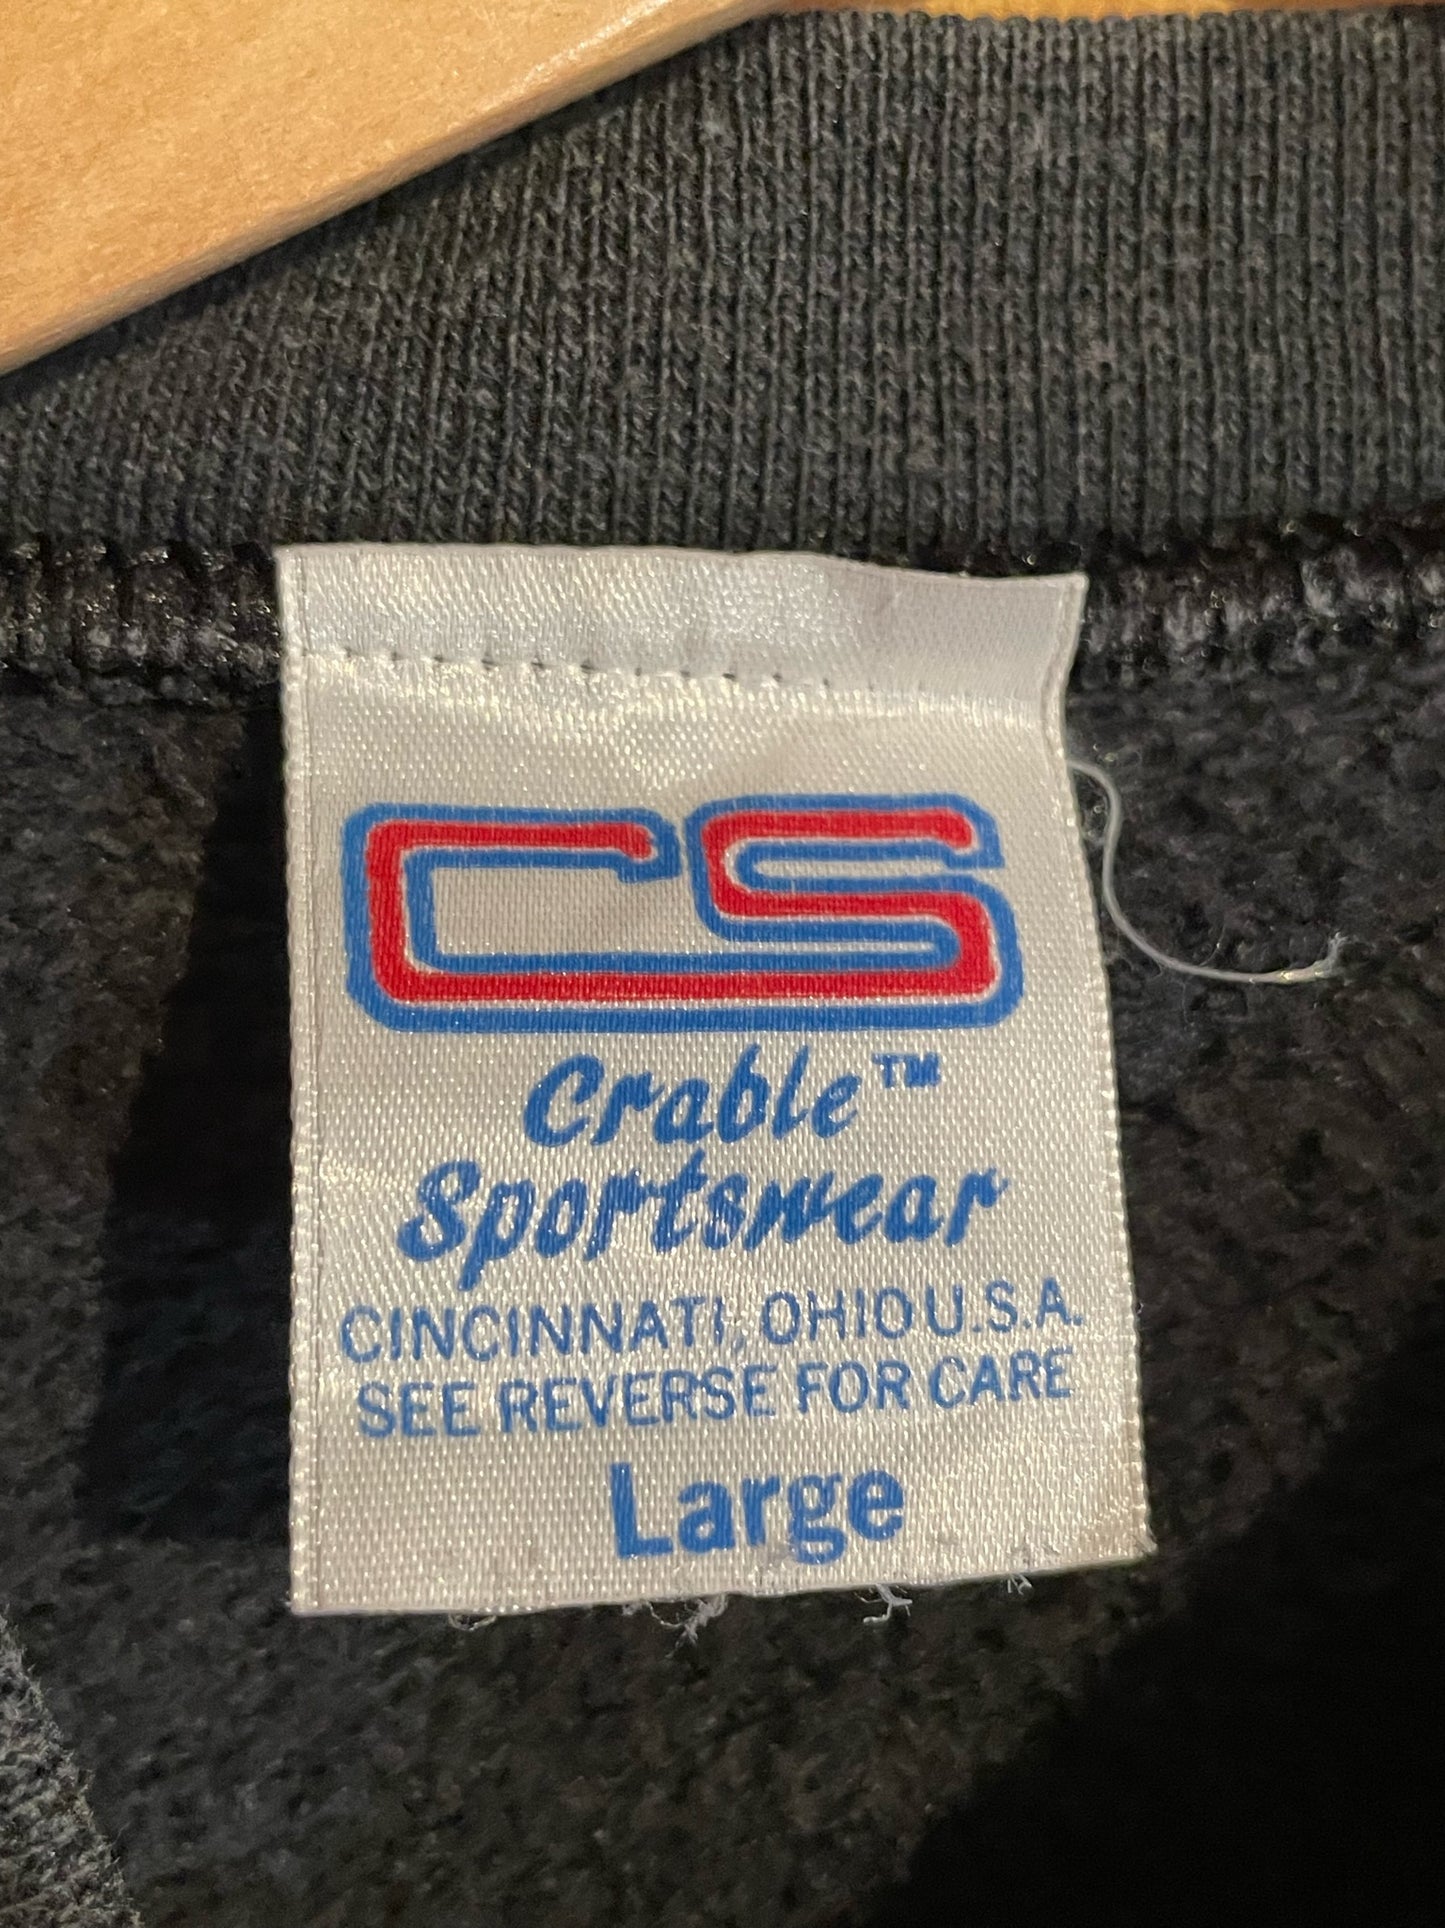 CS
Crable™
Sportswear
CINCINNATI, OHIO U.S.A.
SEE REVERSE FOR CARE
Large